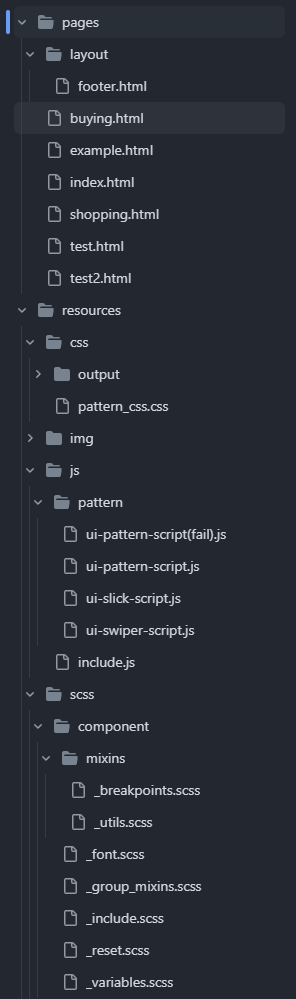 pages
layout
footer.html
buying.html
example.html
index.html
shopping.html
test.html
test2.html
resources
css
output
pattern_css.css
img
js
pattern
ui-pattern-script(fail).js
ui-pattern-script.js
ui-slick-script.js
ui-swiper-script.js
include.js
scss
component
mixins
_breakpoints.scss
_utils.scss
_font.scss
_group_mixins.scss
_include.scss
_reset.scss
_variables.scss